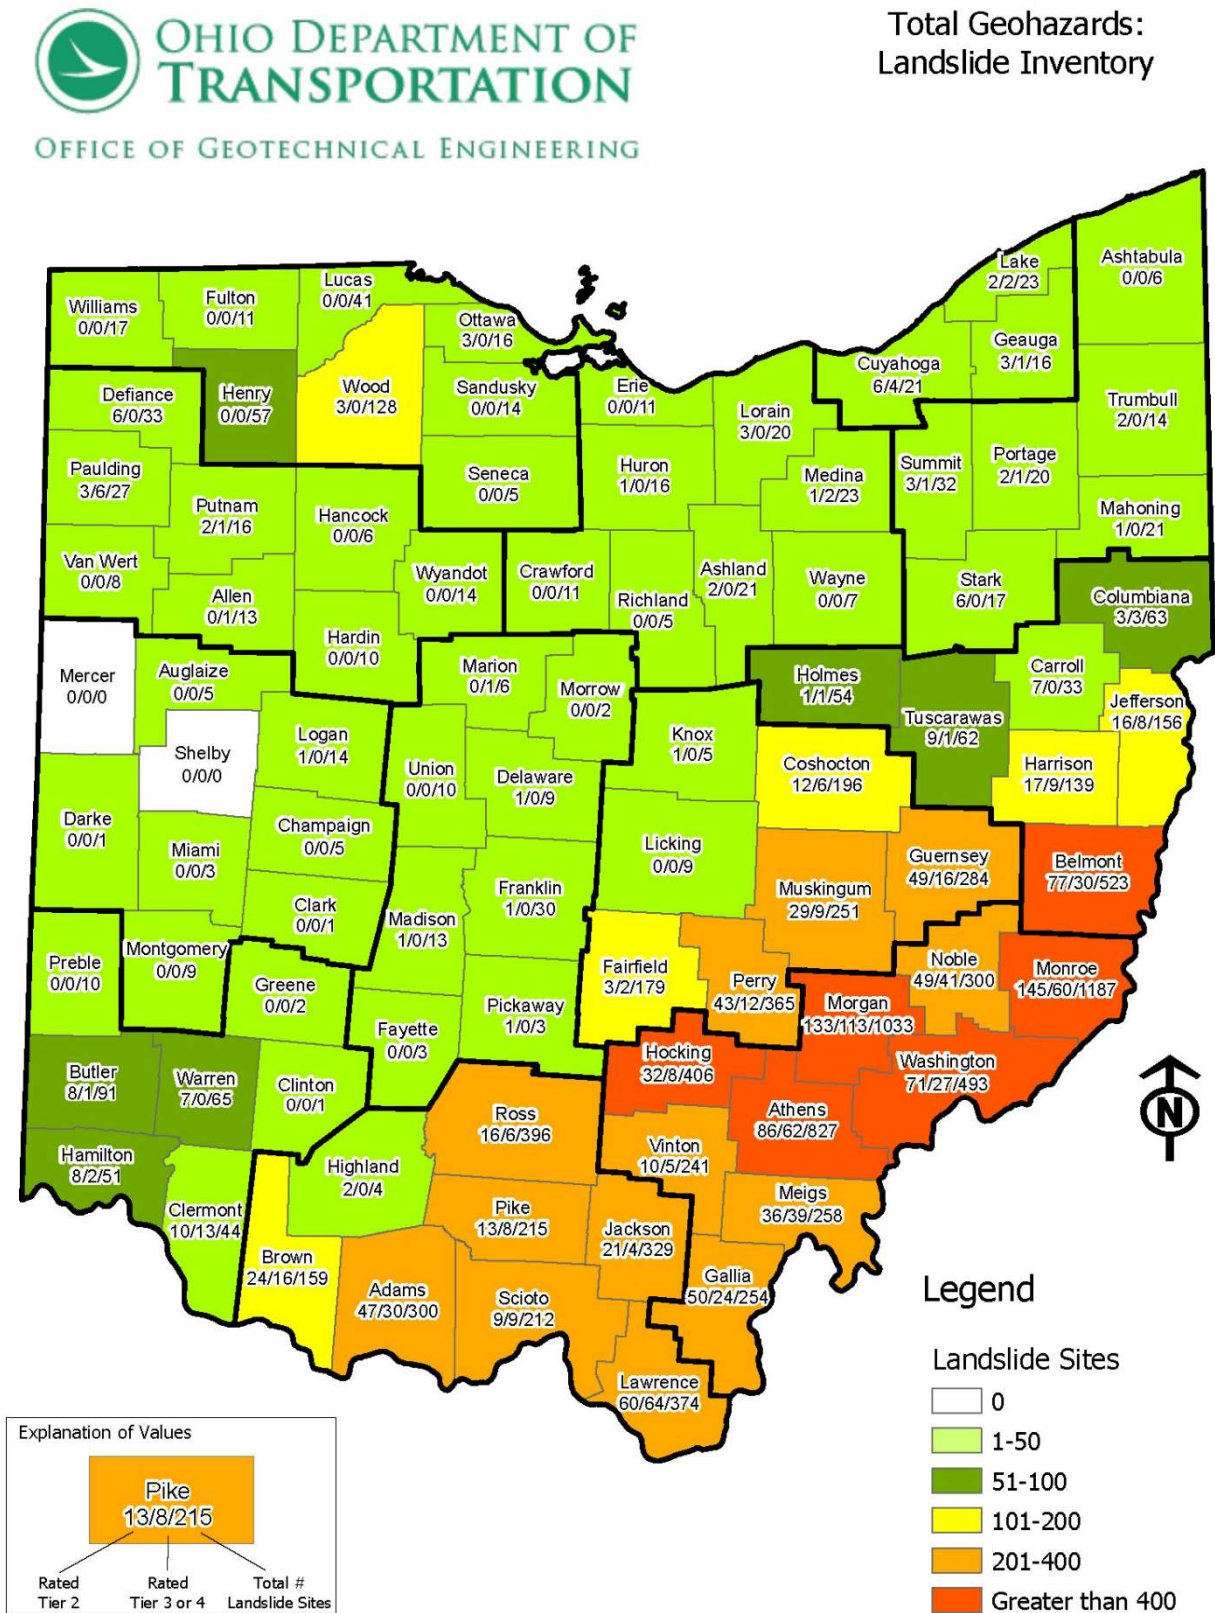 OHIO DEPARTMENT OF
TRANSPORTATION
OFFICE OF GEOTECHNICAL ENGINEERING
Total Geohazards:
Landslide Inventory
Williams
0/0/17
Fulton
0/0/11
Lucas
0/0/41
Ottawa
3/0/16
Lake
2/2/23
Ashtabula
0/0/6
Geauga
3/1/16
Cuyahoga
6/4/21
Henry
0/0/57
Wood
3/0/128
Sandusky
0/0/14
Erie
0/0/11
Lorain
3/0/20
Defiance
6/0/33
Trumbull
2/0/14
Paulding
3/6/27
Putnam
2/1/16
Hancock
0/0/6
Seneca
0/0/5
Huron
1/0/16
Medina
1/2/23
Summit
3/1/32
Portage
2/1/20
Mahoning
1/0/21
Van Wert
0/0/8
Allen
0/1/13
Wyandot
0/0/14
Crawford
0/0/11
Richland
0/0/5
Ashland
2/0/21
Wayne
0/0/7
Stark
6/0/17
Columbiana
3/3/63
Hardin
0/0/10
Mercer
0/0/0
Auglaize
0/0/5
Marion
0/1/6
Morrow
0/0/2
Holmes
1/1/54
Tuscarawas
9/1/62
Carroll
7/0/33
Jefferson
16/8/156
Shelby
0/0/0
Logan
1/0/14
Union
0/0/10
Delaware
1/0/9
Knox
1/0/5
Coshocton
12/6/196
Harrison
17/9/139
Darke
0/0/1
Miami
0/0/3
Champaign
0/0/5
Licking
0/0/9
Guernsey
49/16/284
Belmont
77/30/523
Clark
0/0/1
Madison
1/0/13
Franklin
1/0/30
Muskingum
29/9/251
Preble
0/0/10
Montgomery
0/0/9
Greene
0/0/2
Fairfield
3/2/179
Perry
43/12/365
Noble
49/41/300
Monroe
145/60/1187
Morgan
133/113/1033
Fayette
0/0/3
Pickaway
1/0/3
Butler
8/1/91
Warren
7/0/65
Clinton
0/0/1
Hocking
32/8/406
Washington
71/27/493
Ross
16/6/396
Athens
86/62/827
Vinton
10/5/241
Hamilton
8/2/51
Highland
2/0/4
Clermont
10/13/44
Pike
13/8/215
Jackson
21/4/329
Meigs
36/39/258
Brown
24/16/159
Adams
47/30/300
Scioto
9/9/212
Gallia
50/24/254
Lawrence
60/64/374
N
Legend
Landslide Sites
0
1-50
51-100
101-200
201-400
Greater than 400
Explanation of Values
Pike
13/8/215
Rated
Tier 2
Rated
Tier 3 or 4
Total #
Landslide Sites